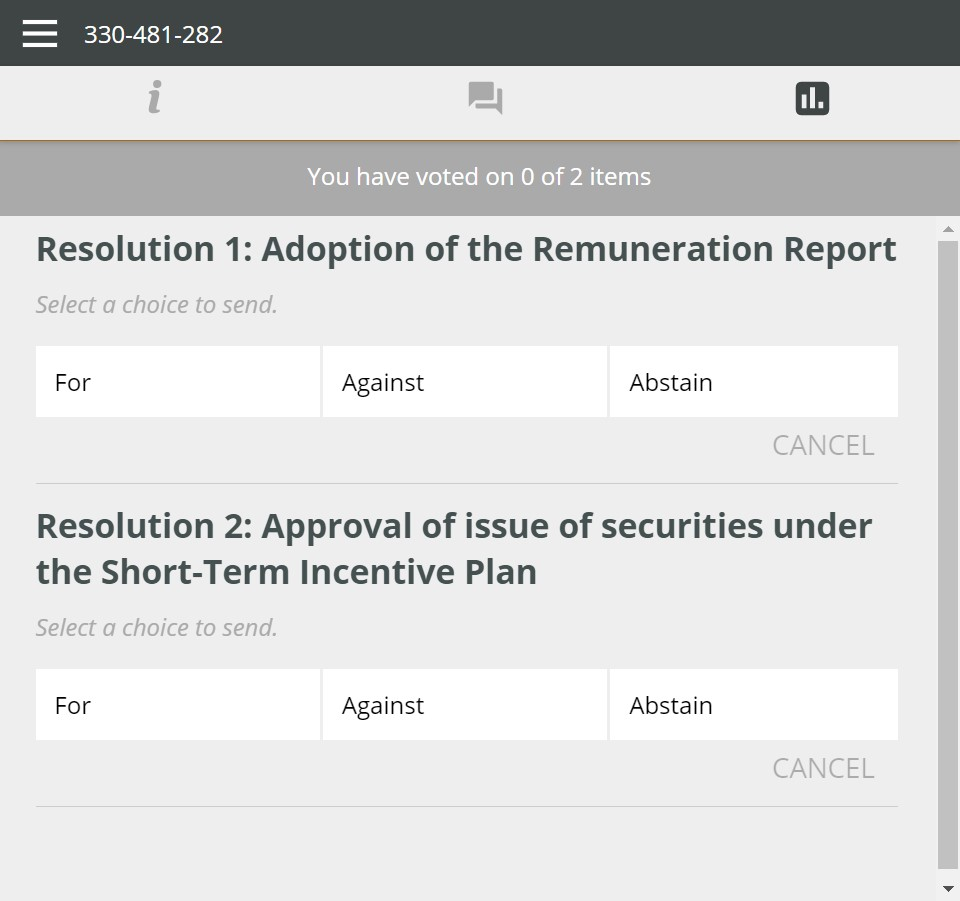 330-481-282
You have voted on 0 of 2 items
Resolution 1: Adoption of the Remuneration Report
Select a choice to send.
For Against Abstain
CANCEL
Resolution 2: Approval of issue of securities under
the Short-Term Incentive Plan
Select a choice to send.
For Against Abstain
CANCEL